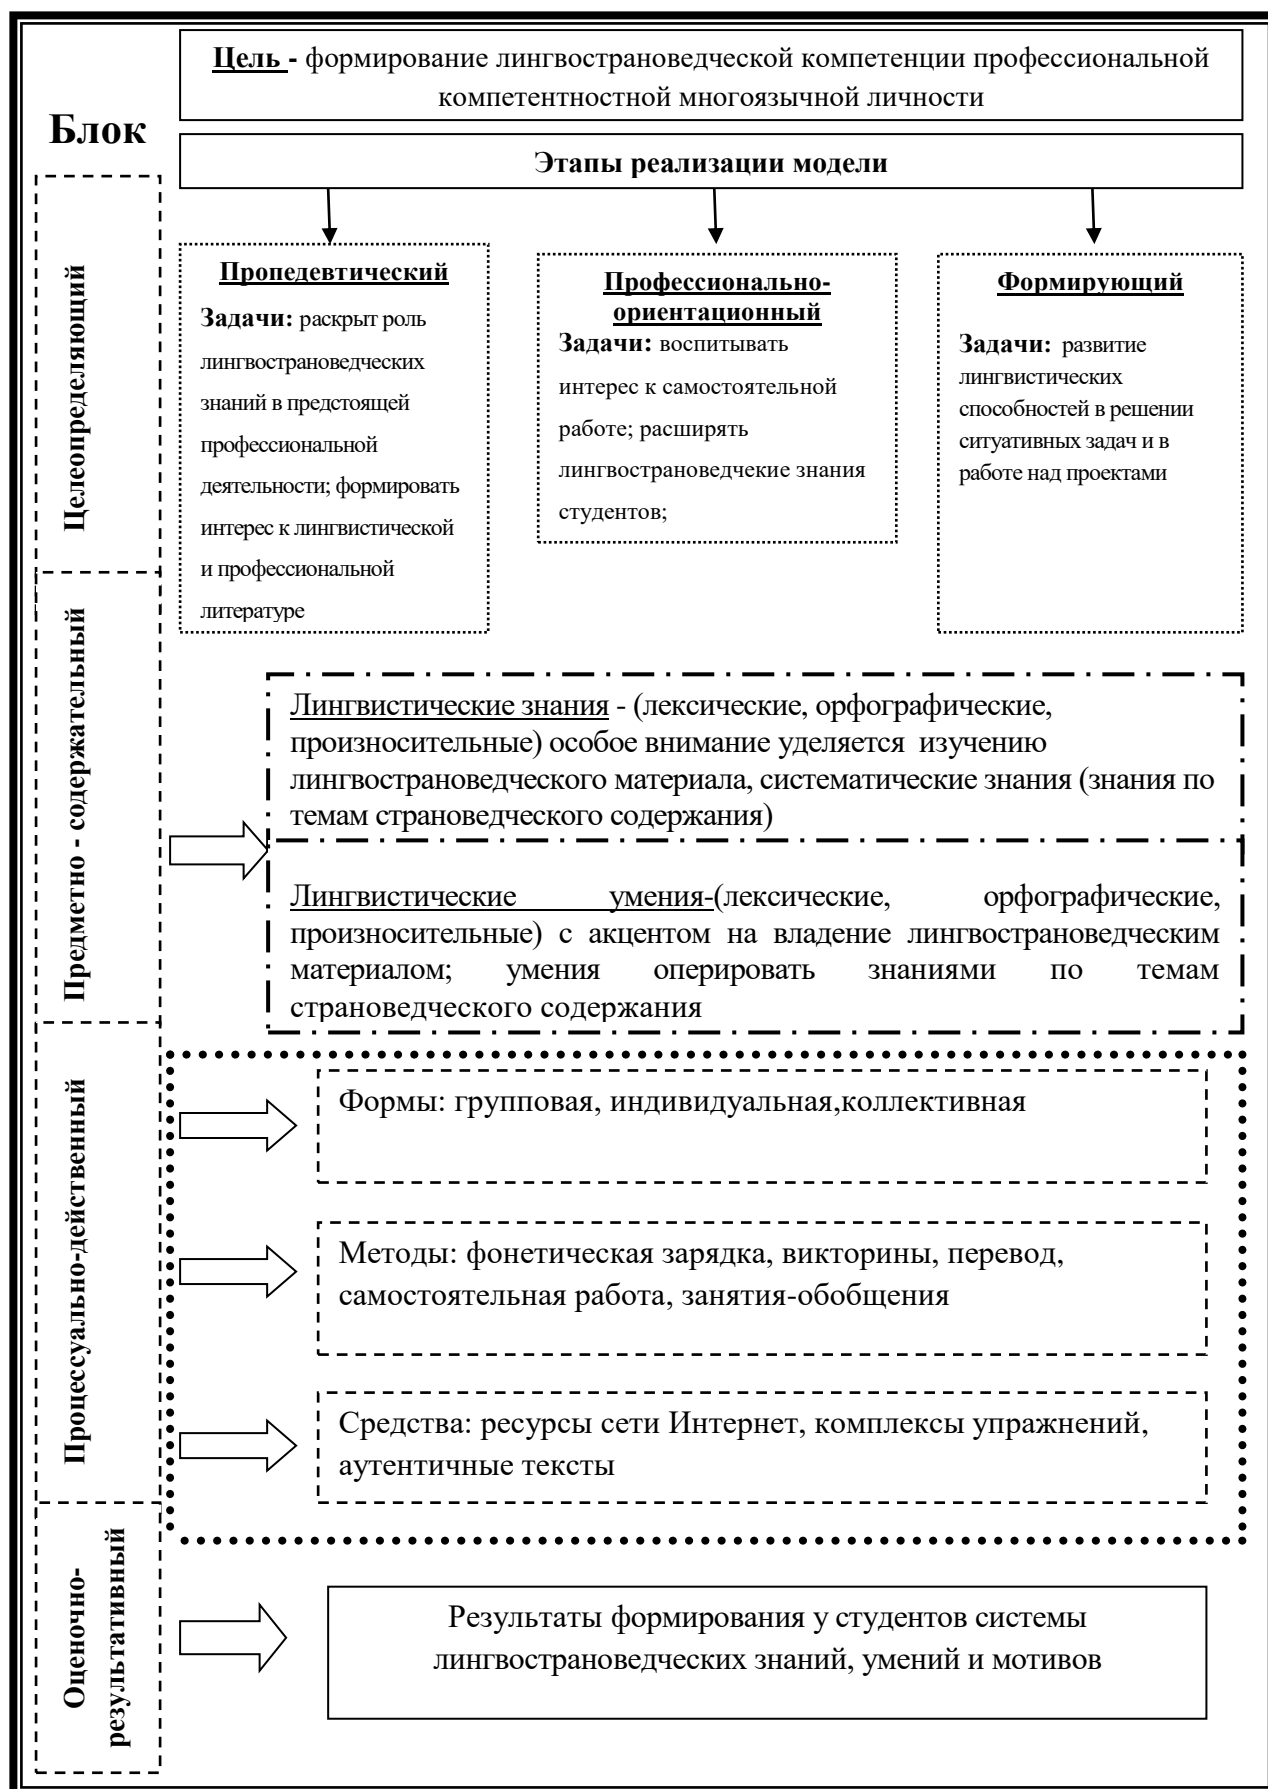 Цель - формирование лингвострановедческой компетенции профессиональной
компетентностной многоязычной личности
Блок
Этапы реализации модели
Целеопределяющий
Пропедевтический
Задачи: раскрыт роль
лингвострановедческих
знаний в предстоящей
профессиональной
деятельности; формировать
интерес к лингвистической
и профессиональной
литературе
Профессионально-
ориентационный
Задачи: воспитывать
интерес к самостоятельной
работе; расширять
лингвострановедчекие знания
студентов;
Формирующий
Задачи: развитие
лингвистических
способностей в решении
ситуативных задач и в
работе над проектами
Предметно - содержательный
Лингвистические знания - (лексические, орфографические,
произносительные) особое внимание уделяется изучению
лингвострановедческого материала, систематические знания (знания по
темам страноведческого содержания)
Лингвистические умения-(лексические, орфографические,
произносительные) с акцентом на владение лингвострановедческим
материалом; умения оперировать знаниями по темам
страноведческого содержания
Процессуально-действенный
Формы: групповая, индивидуальная,коллективная
Методы: фонетическая зарядка, викторины, перевод,
самостоятельная работа, занятия-обобщения
Средства: ресурсы сети Интернет, комплексы упражнений,
аутентичные тексты
Оценочно-
результативный
Результаты формирования у студентов системы
лингвострановедческих знаний, умений и мотивов